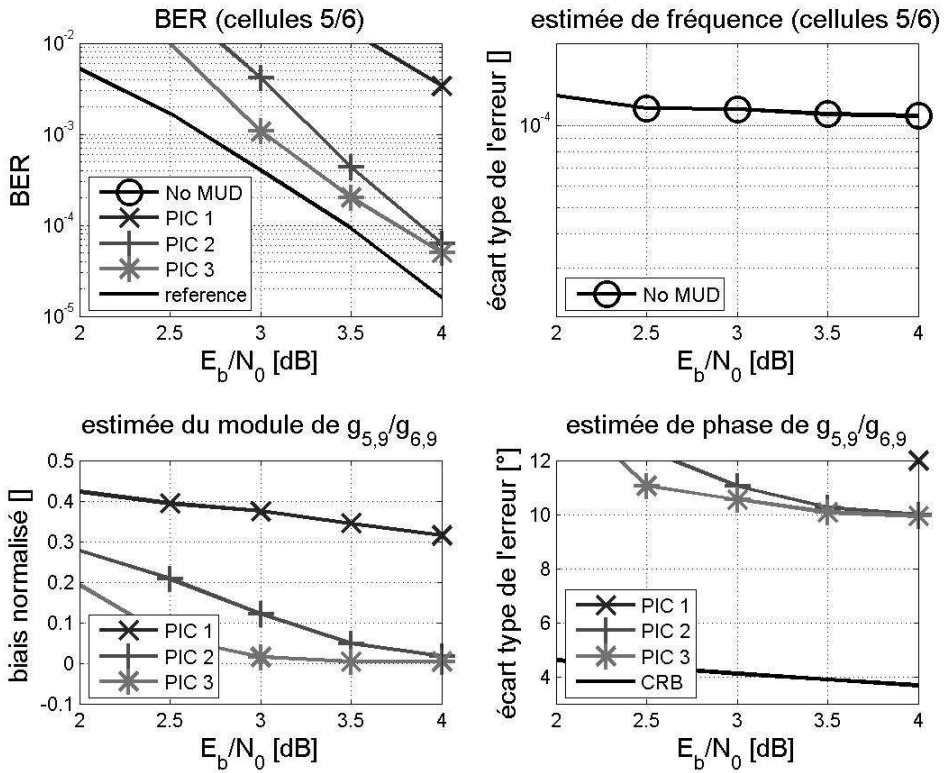 BER (cellules 5/6)
10^-2
10^-3
10^-4
10^-5
BER
No MUD
PIC 1
PIC 2
PIC 3
reference
2 2.5 3 3.5 4
E_b/N_0 [dB]
estimée de fréquence (cellules 5/6)
écart type de l'erreur []
10^-4
No MUD
2 2.5 3 3.5 4
E_b/N_0 [dB]
estimée du module de g_5,9/g_6,9
biais normalisé []
0.5
0.4
0.3
0.2
0.1
0
-0.1
PIC 1
PIC 2
PIC 3
2 2.5 3 3.5 4
E_b/N_0 [dB]
estimée de phase de g_5,9/g_6,9
écart type de l'erreur [°]
12
10
8
6
4
PIC 1
PIC 2
PIC 3
CRB
2 2.5 3 3.5 4
E_b/N_0 [dB]